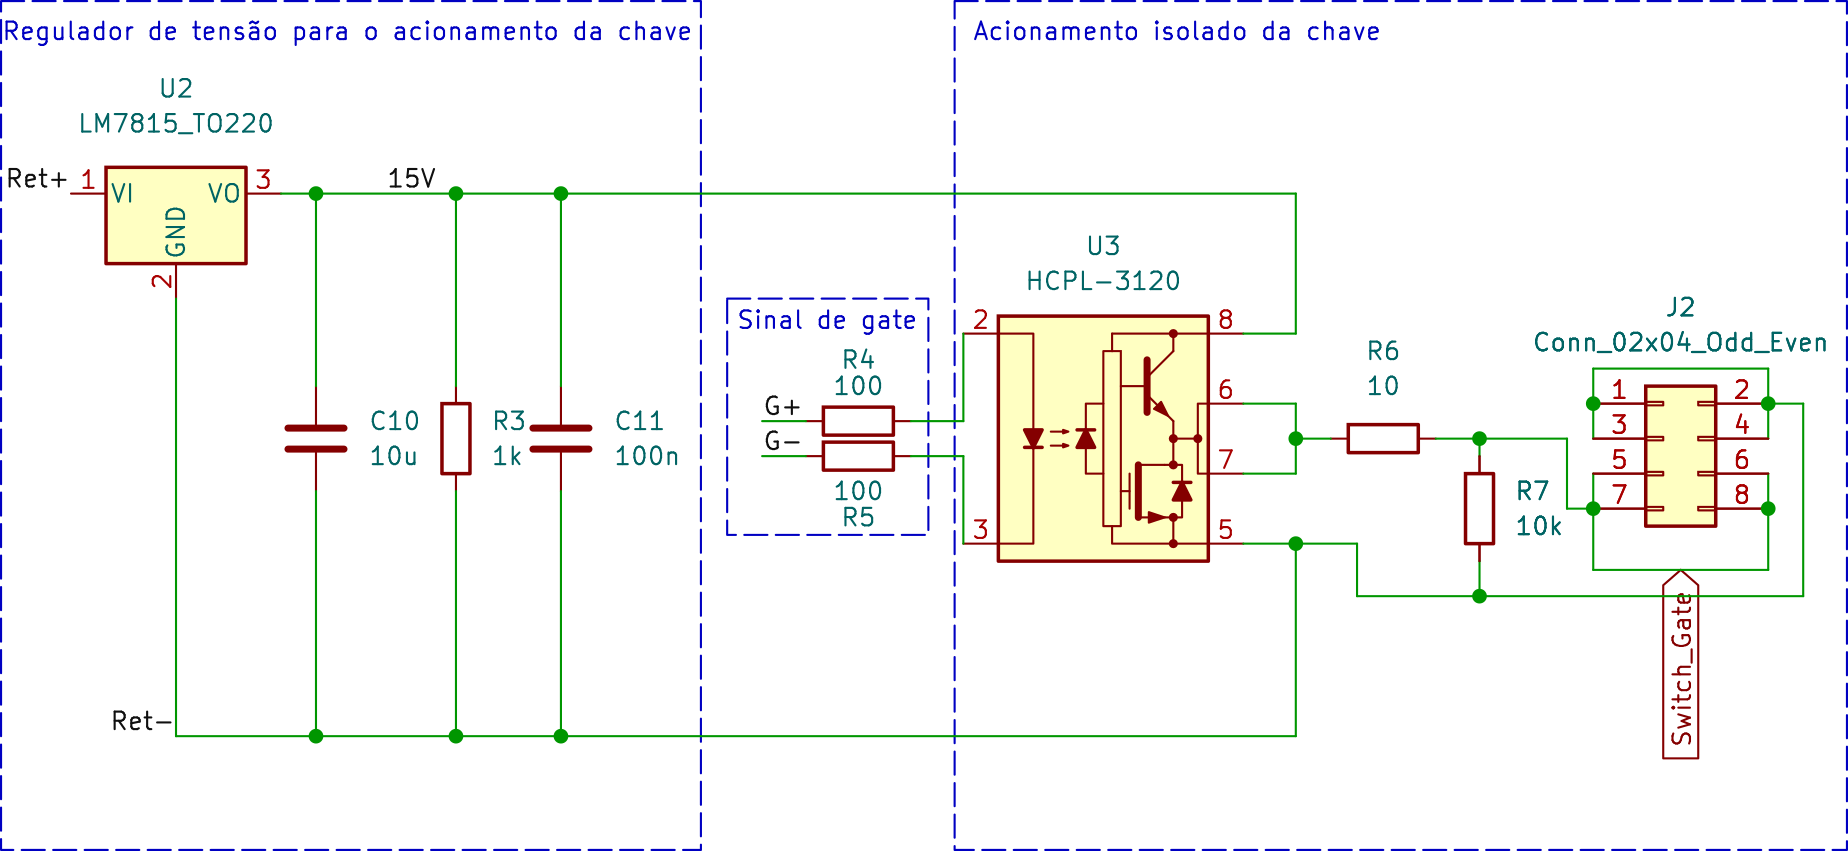 Regulador de tensão para o acionamento da chave
U2
LM7815_TO220
Ret+
1
VI
VO
3
GND
2
15V
C10
10u
R3
1k
C11
100n
Ret-
Sinal de gate
R4
100
G+
G-
100
R5
Acionamento isolado da chave
U3
HCPL-3120
2
3
8
6
7
5
R6
10
R7
10k
J2
Conn_02x04_Odd_Even
1
2
3
4
5
6
7
8
Switch_Gate